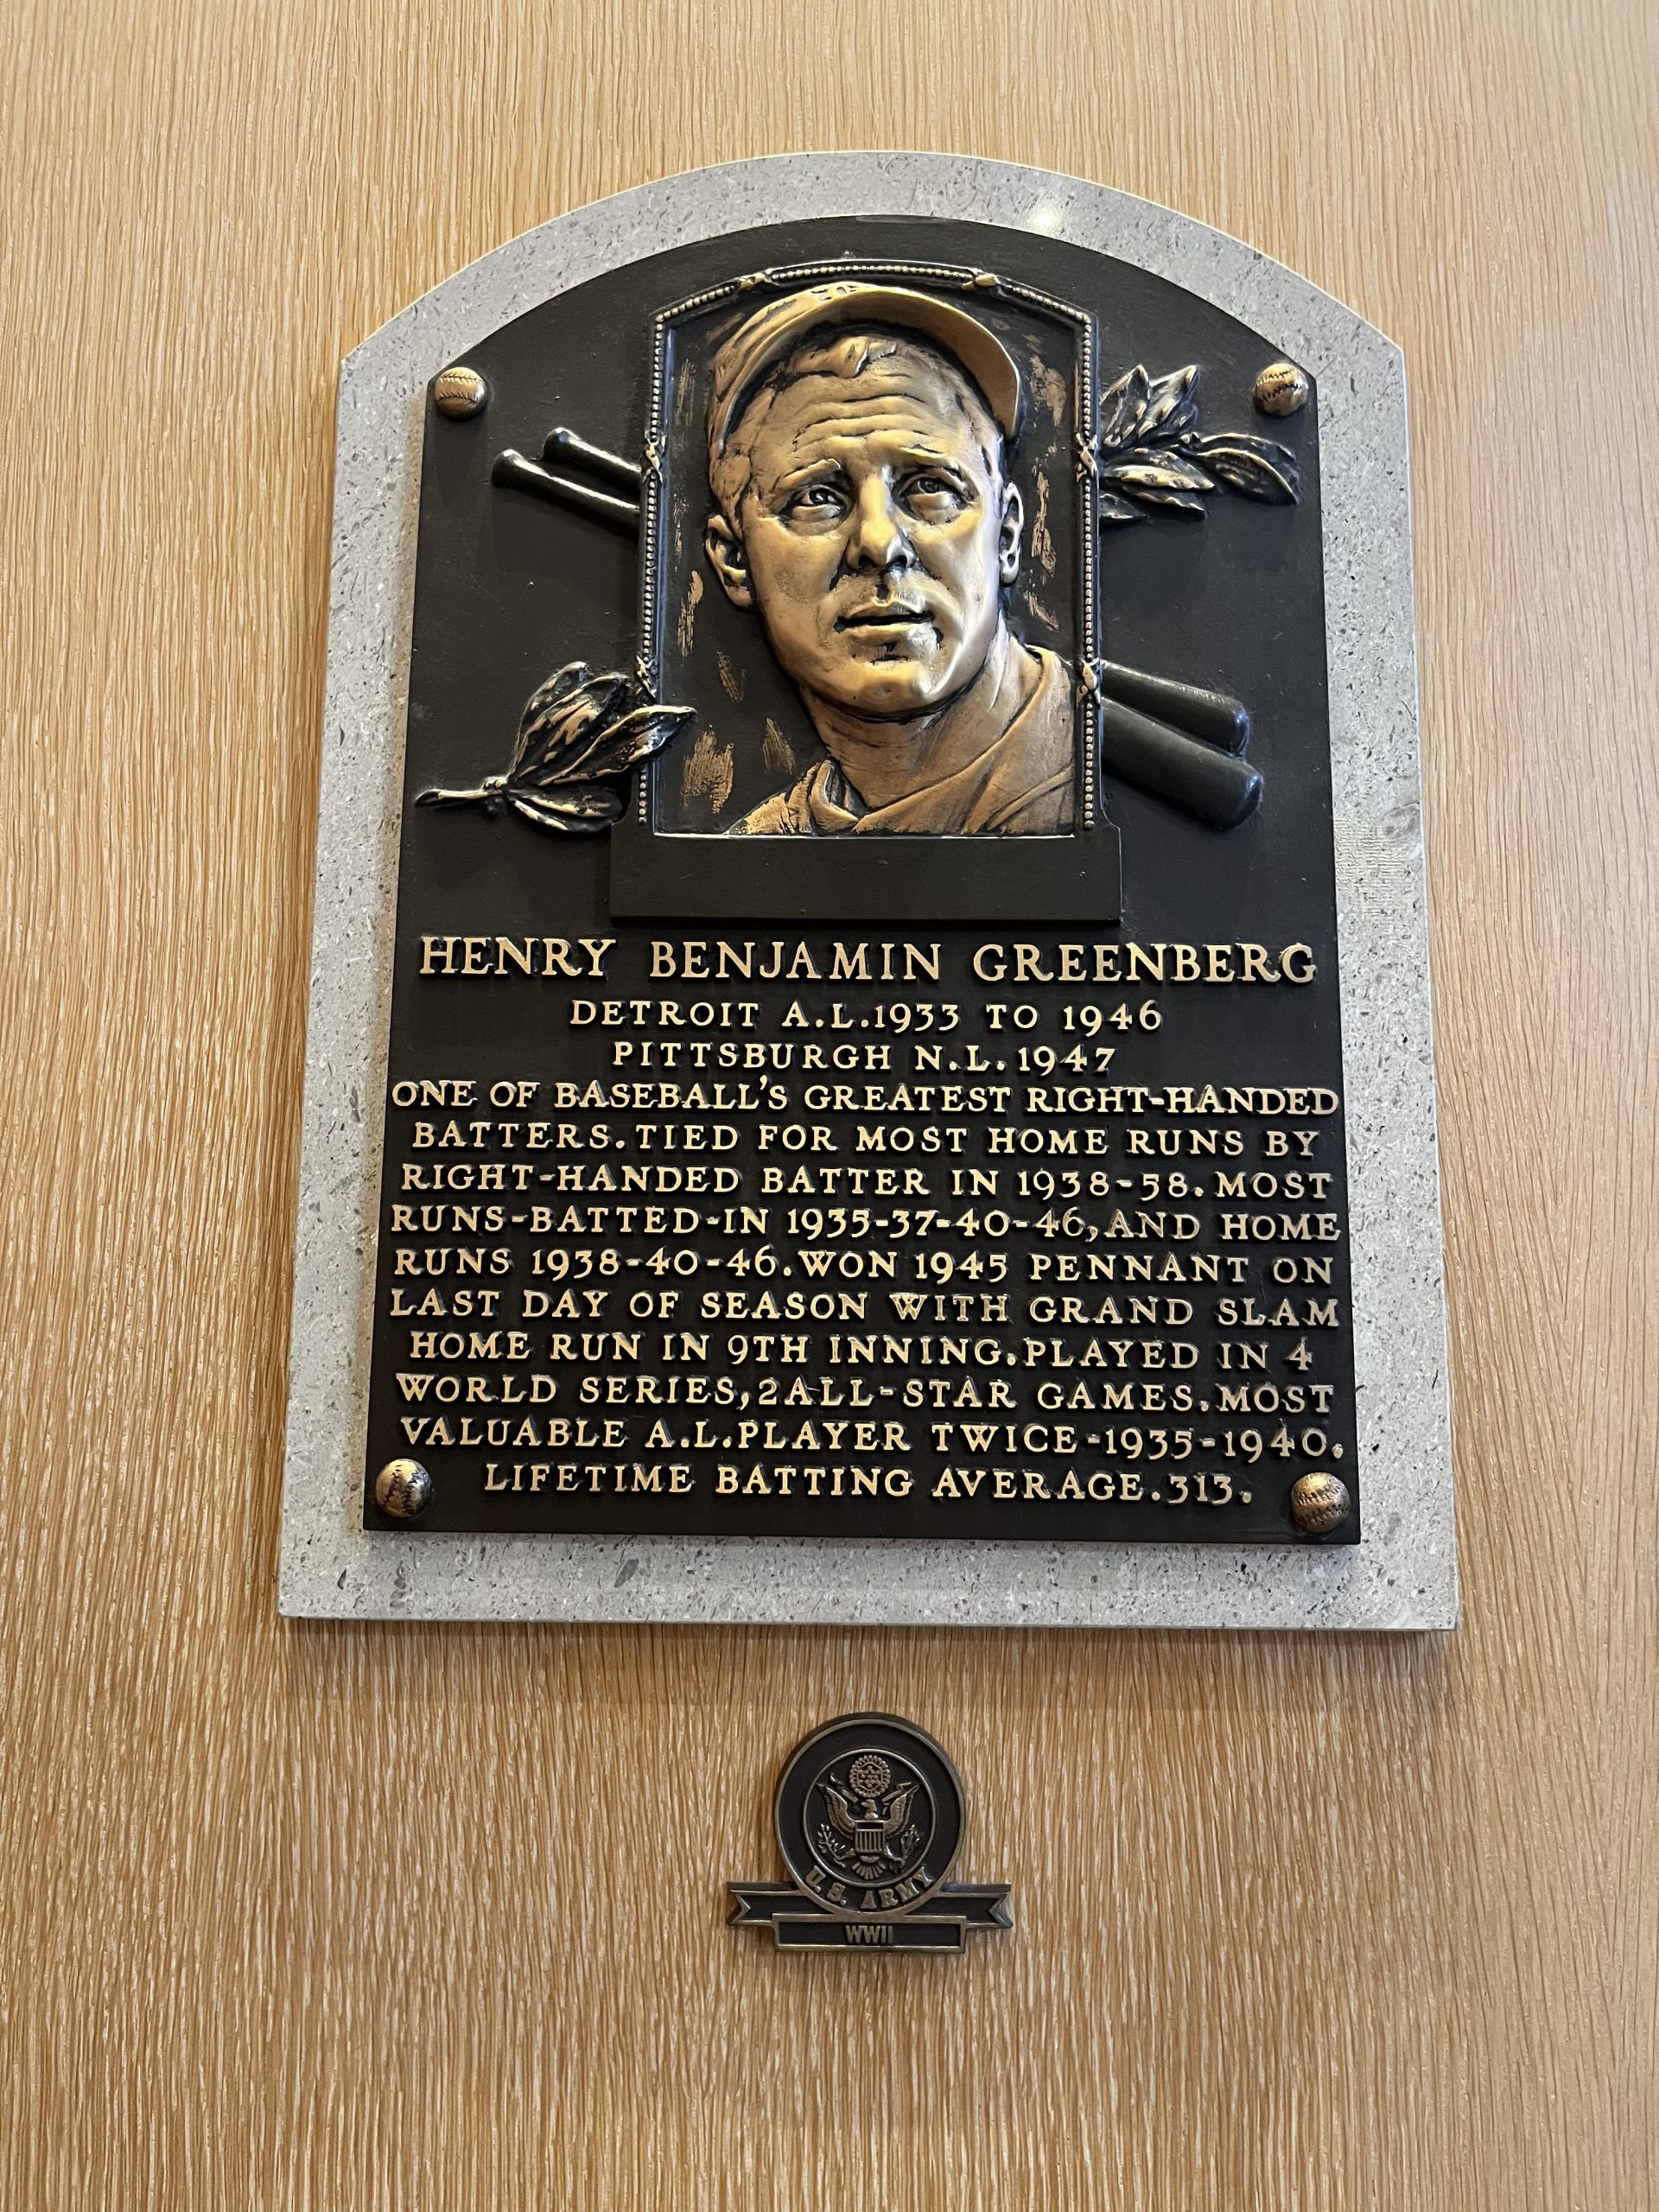 HENRY BENJAMIN GREENBERG
DETROIT A.L.1933 TO 1946
PITTSBURGH N.L.1947
ONE OF BASEBALL'S GREATEST RIGHT-HANDED
BATTERS.TIED FOR MOST HOME RUNS BY
RIGHT-HANDED BATTER IN 1938-58.MOST
RUNS-BATTED-IN 1935-37-40-46,AND HOME
RUNS 1938-40-46.WON 1945 PENNANT ON
LAST DAY OF SEASON WITH GRAND SLAM
HOME RUN IN 9TH INNING.PLAYED IN 4
WORLD SERIES,2ALL-STAR GAMES.MOST
VALUABLE A.L.PLAYER TWICE-1935-1940.
LIFETIME BATTING AVERAGE.313.
U.S. ARMY
WWII